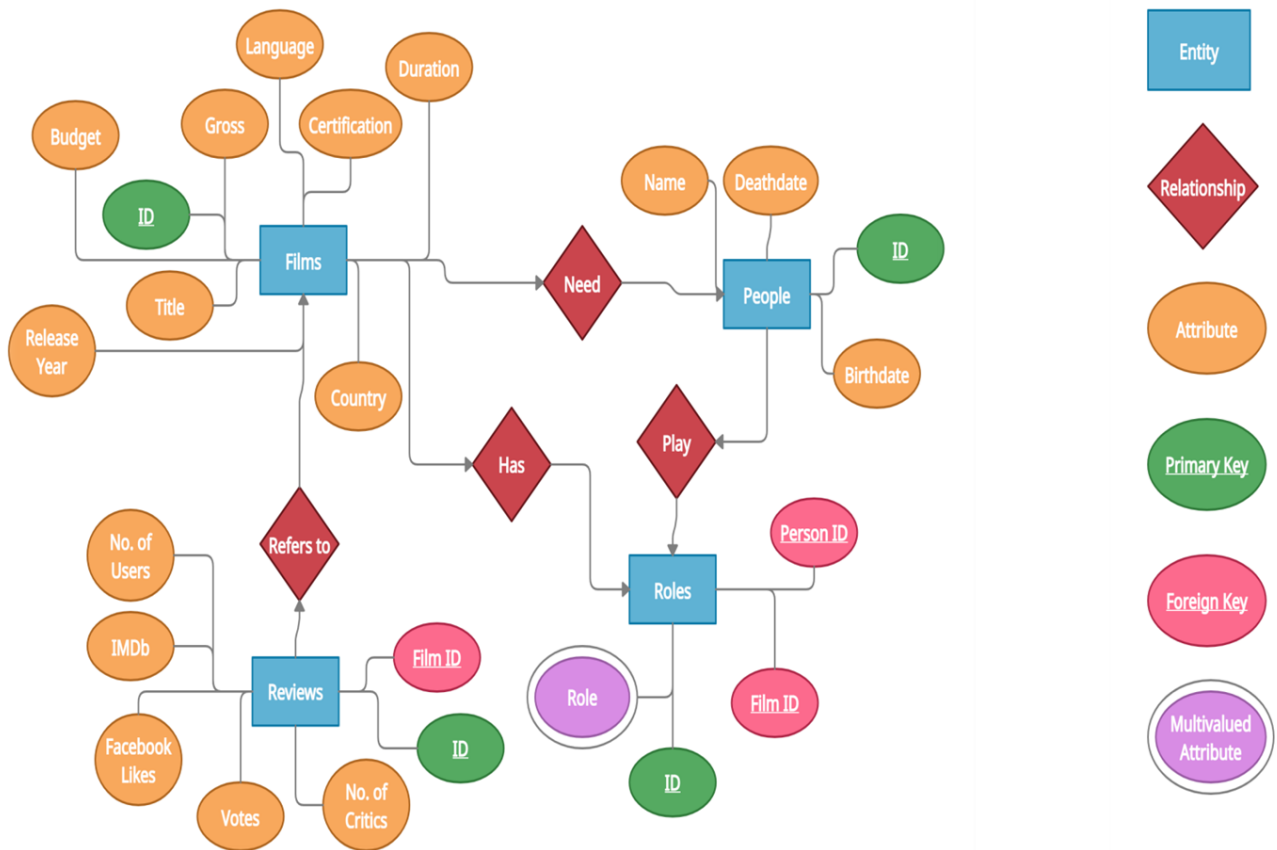 Language
Duration
Budget
Gross
Certification
ID
Films
Title
Release
Year
Country
Need
Name
Deathdate
ID
People
Birthdate
Has
Play
Refers to
No. of
Users
IMDb
Reviews
Film ID
ID
Facebook
Likes
Votes
No. of
Critics
Roles
Person ID
Role
Film ID
ID
Entity
Relationship
Attribute
Primary Key
Foreign Key
Multivalued
Attribute